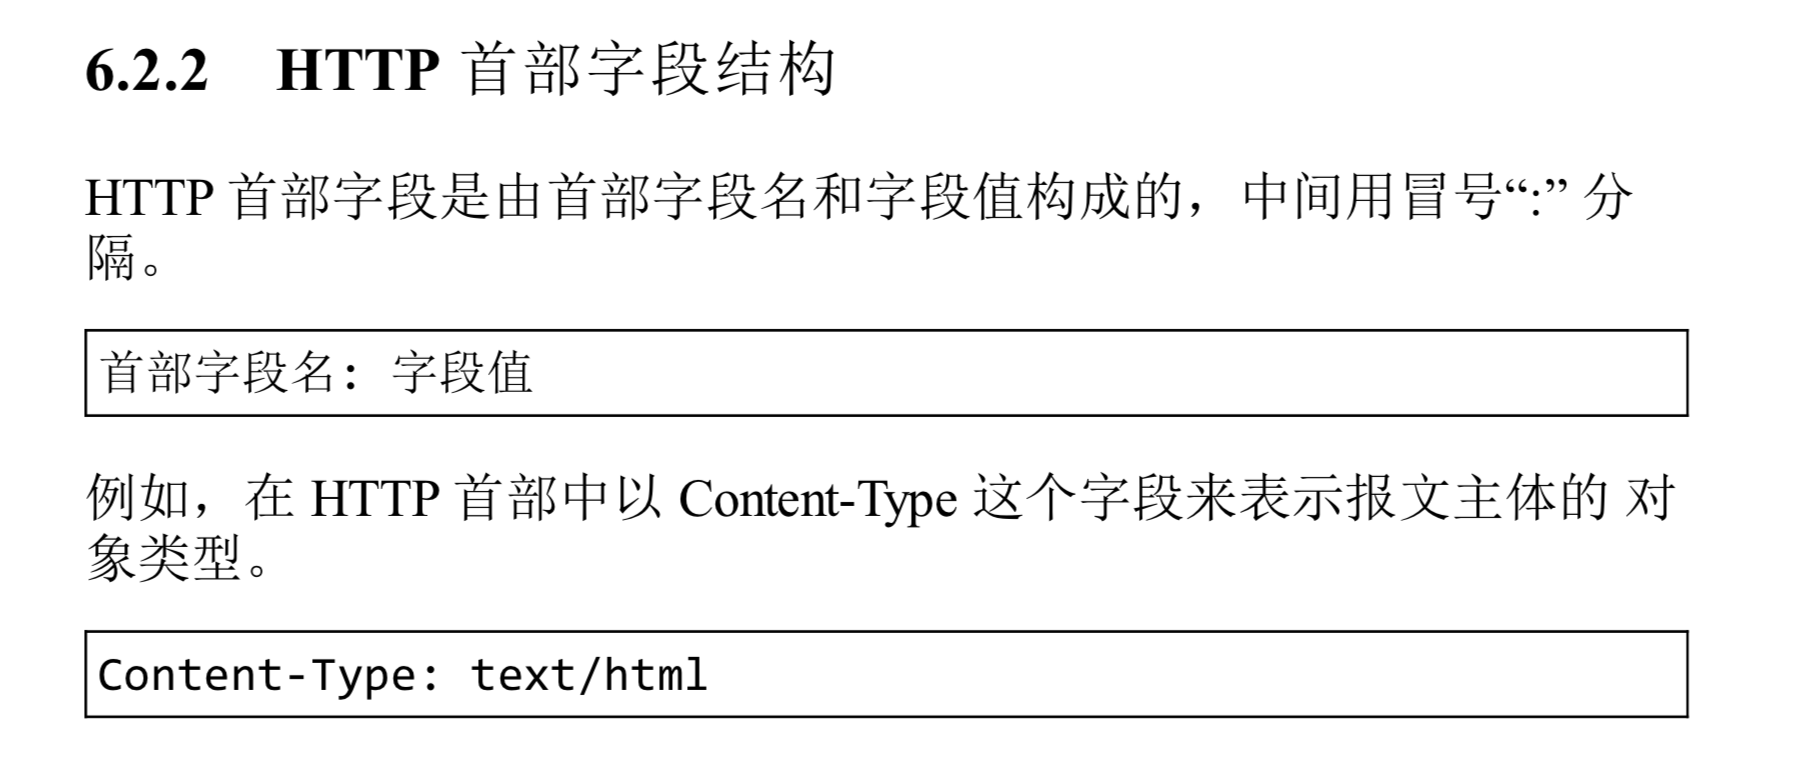 6.2.2 HTTP 首部字段结构
HTTP 首部字段是由首部字段名和字段值构成的，中间用冒号“:” 分
隔。
首部字段名: 字段值
例如，在 HTTP 首部中以 Content-Type 这个字段来表示报文主体的 对
象类型。
Content-Type: text/html